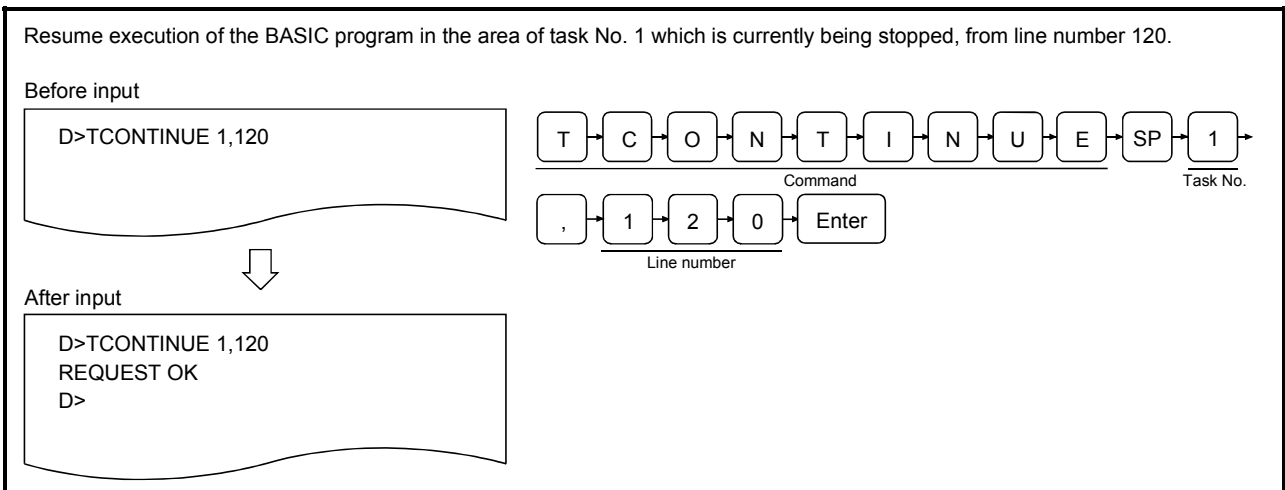 Resume execution of the BASIC program in the area of task No. 1 which is currently being stopped, from line number 120.
Before input
D>TCONTINUE 1,120
T C O N T I N U E SP 1
Command
Task No.
, 1 2 0 Enter
Line number
After input
D>TCONTINUE 1,120
REQUEST OK
D>